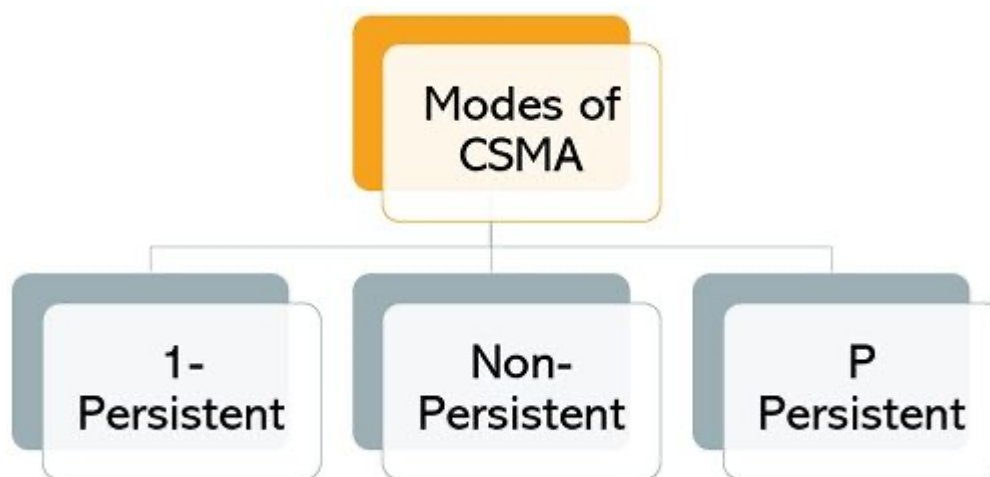 Modes of
CSMA
1-
Persistent
Non-
Persistent
P
Persistent